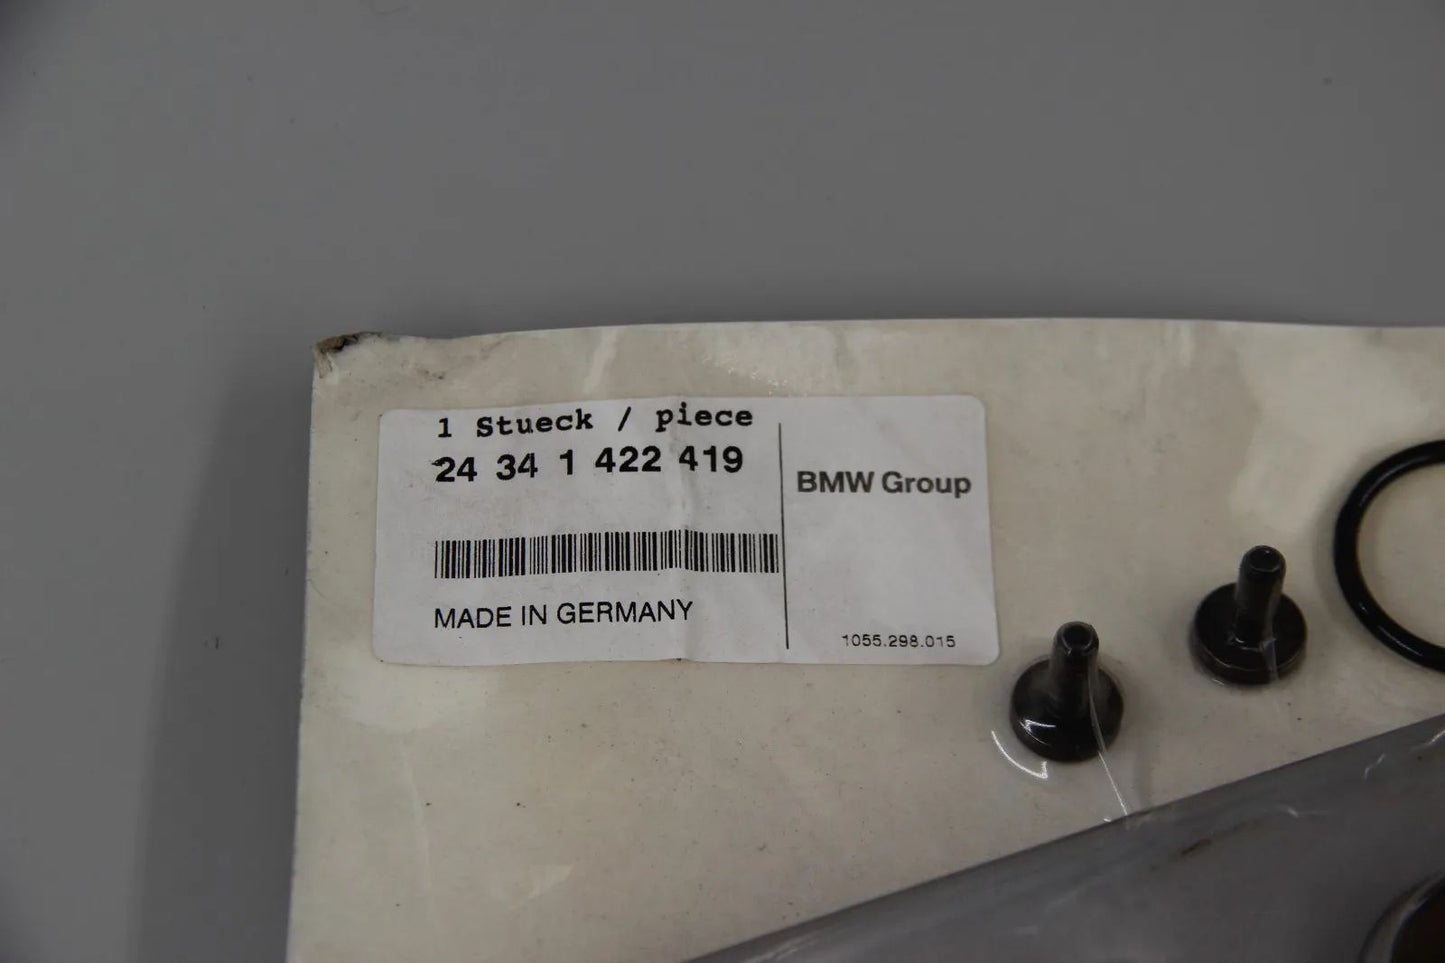 1 Stueck / piece
24 34 1 422 419
BMW Group
MADE IN GERMANY
1055.298.015